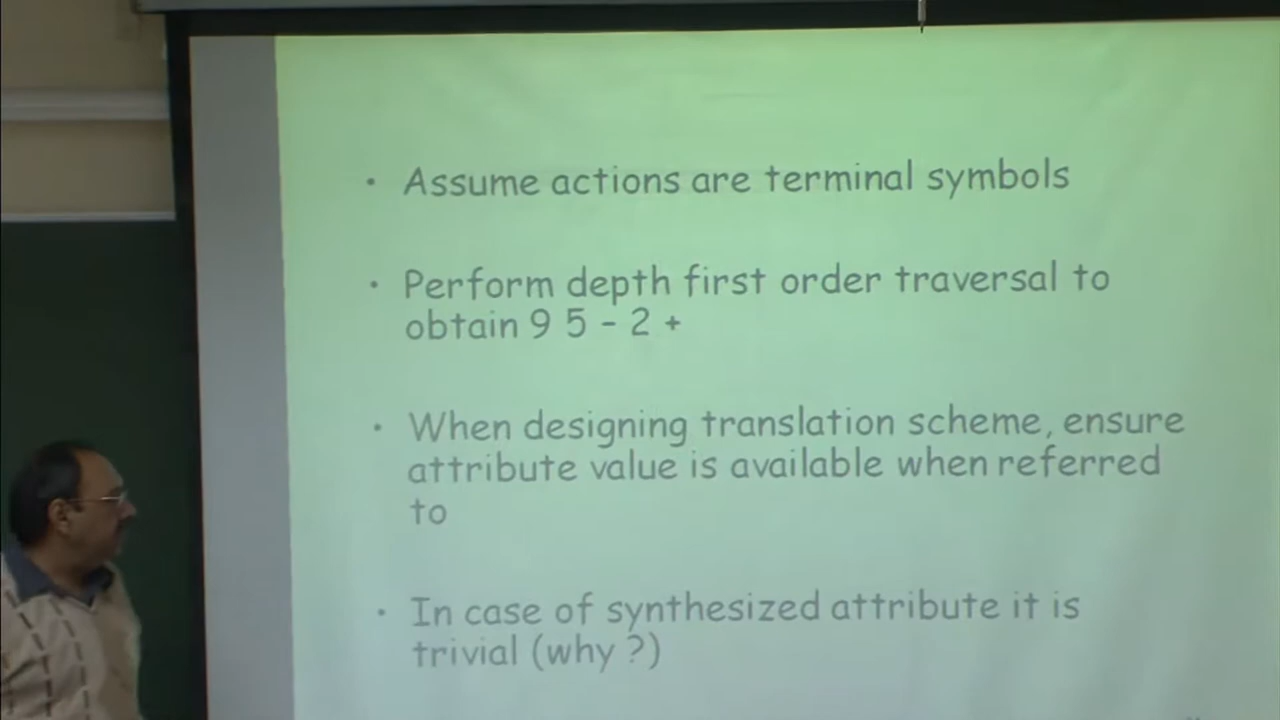 • Assume actions are terminal symbols
• Perform depth first order traversal to
obtain 9 5 - 2 +
• When designing translation scheme, ensure
attribute value is available when referred
to
• In case of synthesized attribute it is
trivial (why ?)